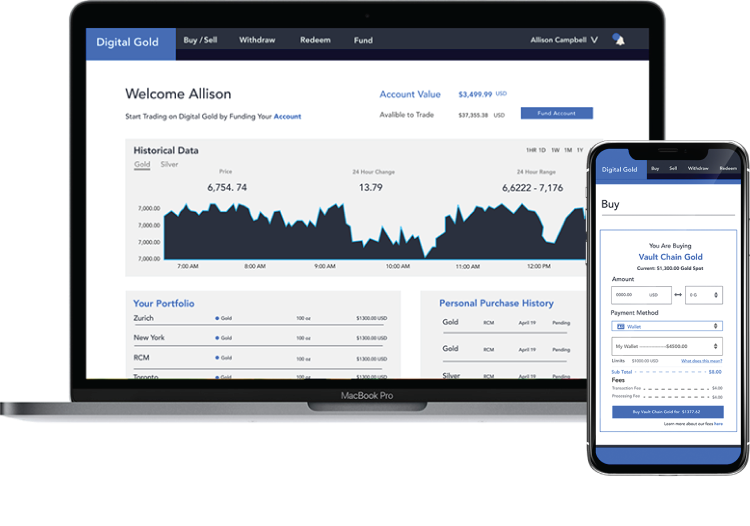 Digital Gold Buy / Sell Withdraw Redeem Fund Allison Campbell
Welcome Allison
Account Value $3,499.99 USD
Start Trading on Digital Gold by Funding Your Account
Avalible to Trade $37,355.38 USD Fund Account
Historical Data
1HR 1D 1W 1M 1Y
Gold Silver
Price 24 Hour Change 24 Hour Range
6,754. 74 13.79 6,6222 - 7,176
7,000.00
7,000.00
7,000.00
7,000.00
7:00 AM 8:00 AM 9:00 AM 10:00 AM 11:00 AM 12:00 PM
Your Portfolio
Zurich Gold 100 oz $1300.00 USD
New York Gold 100 oz $1300.00 USD
RCM Gold 100 oz $1300.00 USD
Toronto Gold 100 oz $1300.00 USD
Personal Purchase History
Gold RCM April 19 Pending
Gold RCM April 19 Pending
Silver RCM April 19 Pending
MacBook Pro
Digital Gold Buy Sell Withdraw Redeem
Buy
You Are Buying
Vault Chain Gold
Current: $1,300.00 Gold Spot
Amount
0000.00 USD 0 G
Payment Method
Wallet
My Wallet ---------------$4500.00
Limits $1000.00 USD What does this mean?
Sub Total $8.00
Fees
Transaction Fee $4.00
Processing Fee $4.00
Buy Vault Chain Gold for $1317.62
Learn more about our fees here